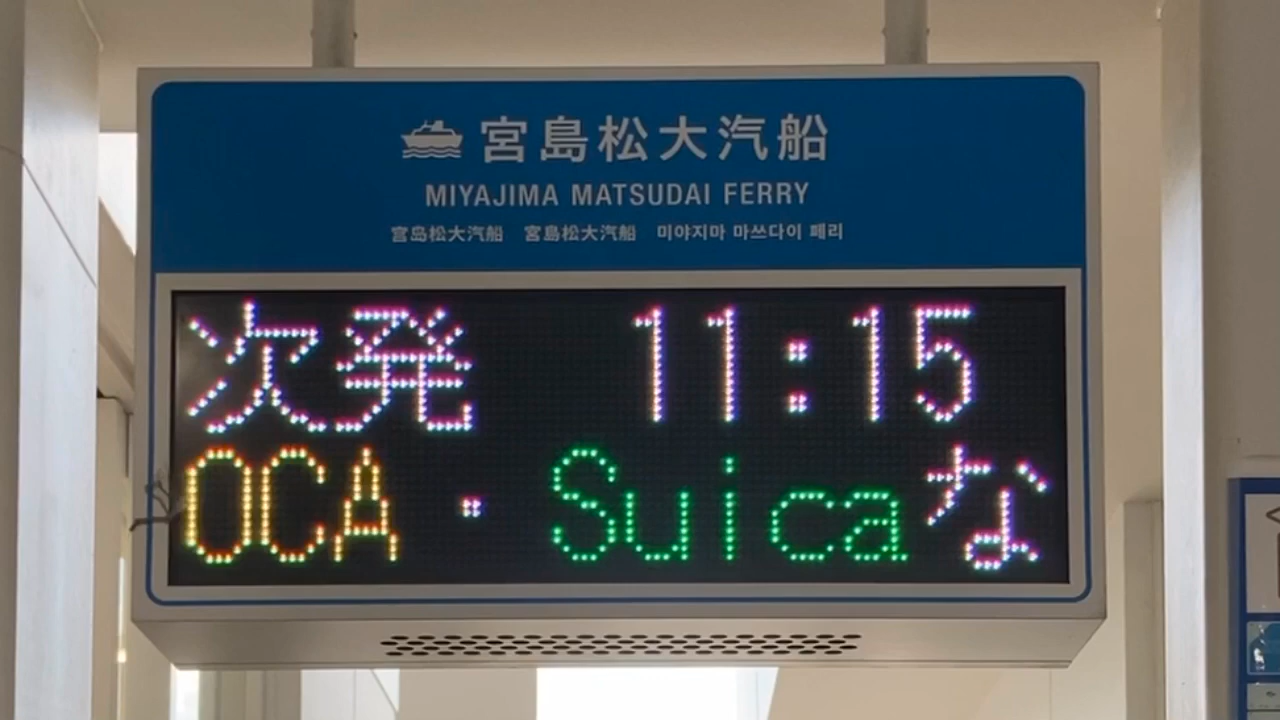 宮島松大汽船
MIYAJIMA MATSUDAI FERRY
宫岛松大汽船 宮島松大汽船 미야지마 마쓰다이 페리
次発 11:15
OCA・Suicaな